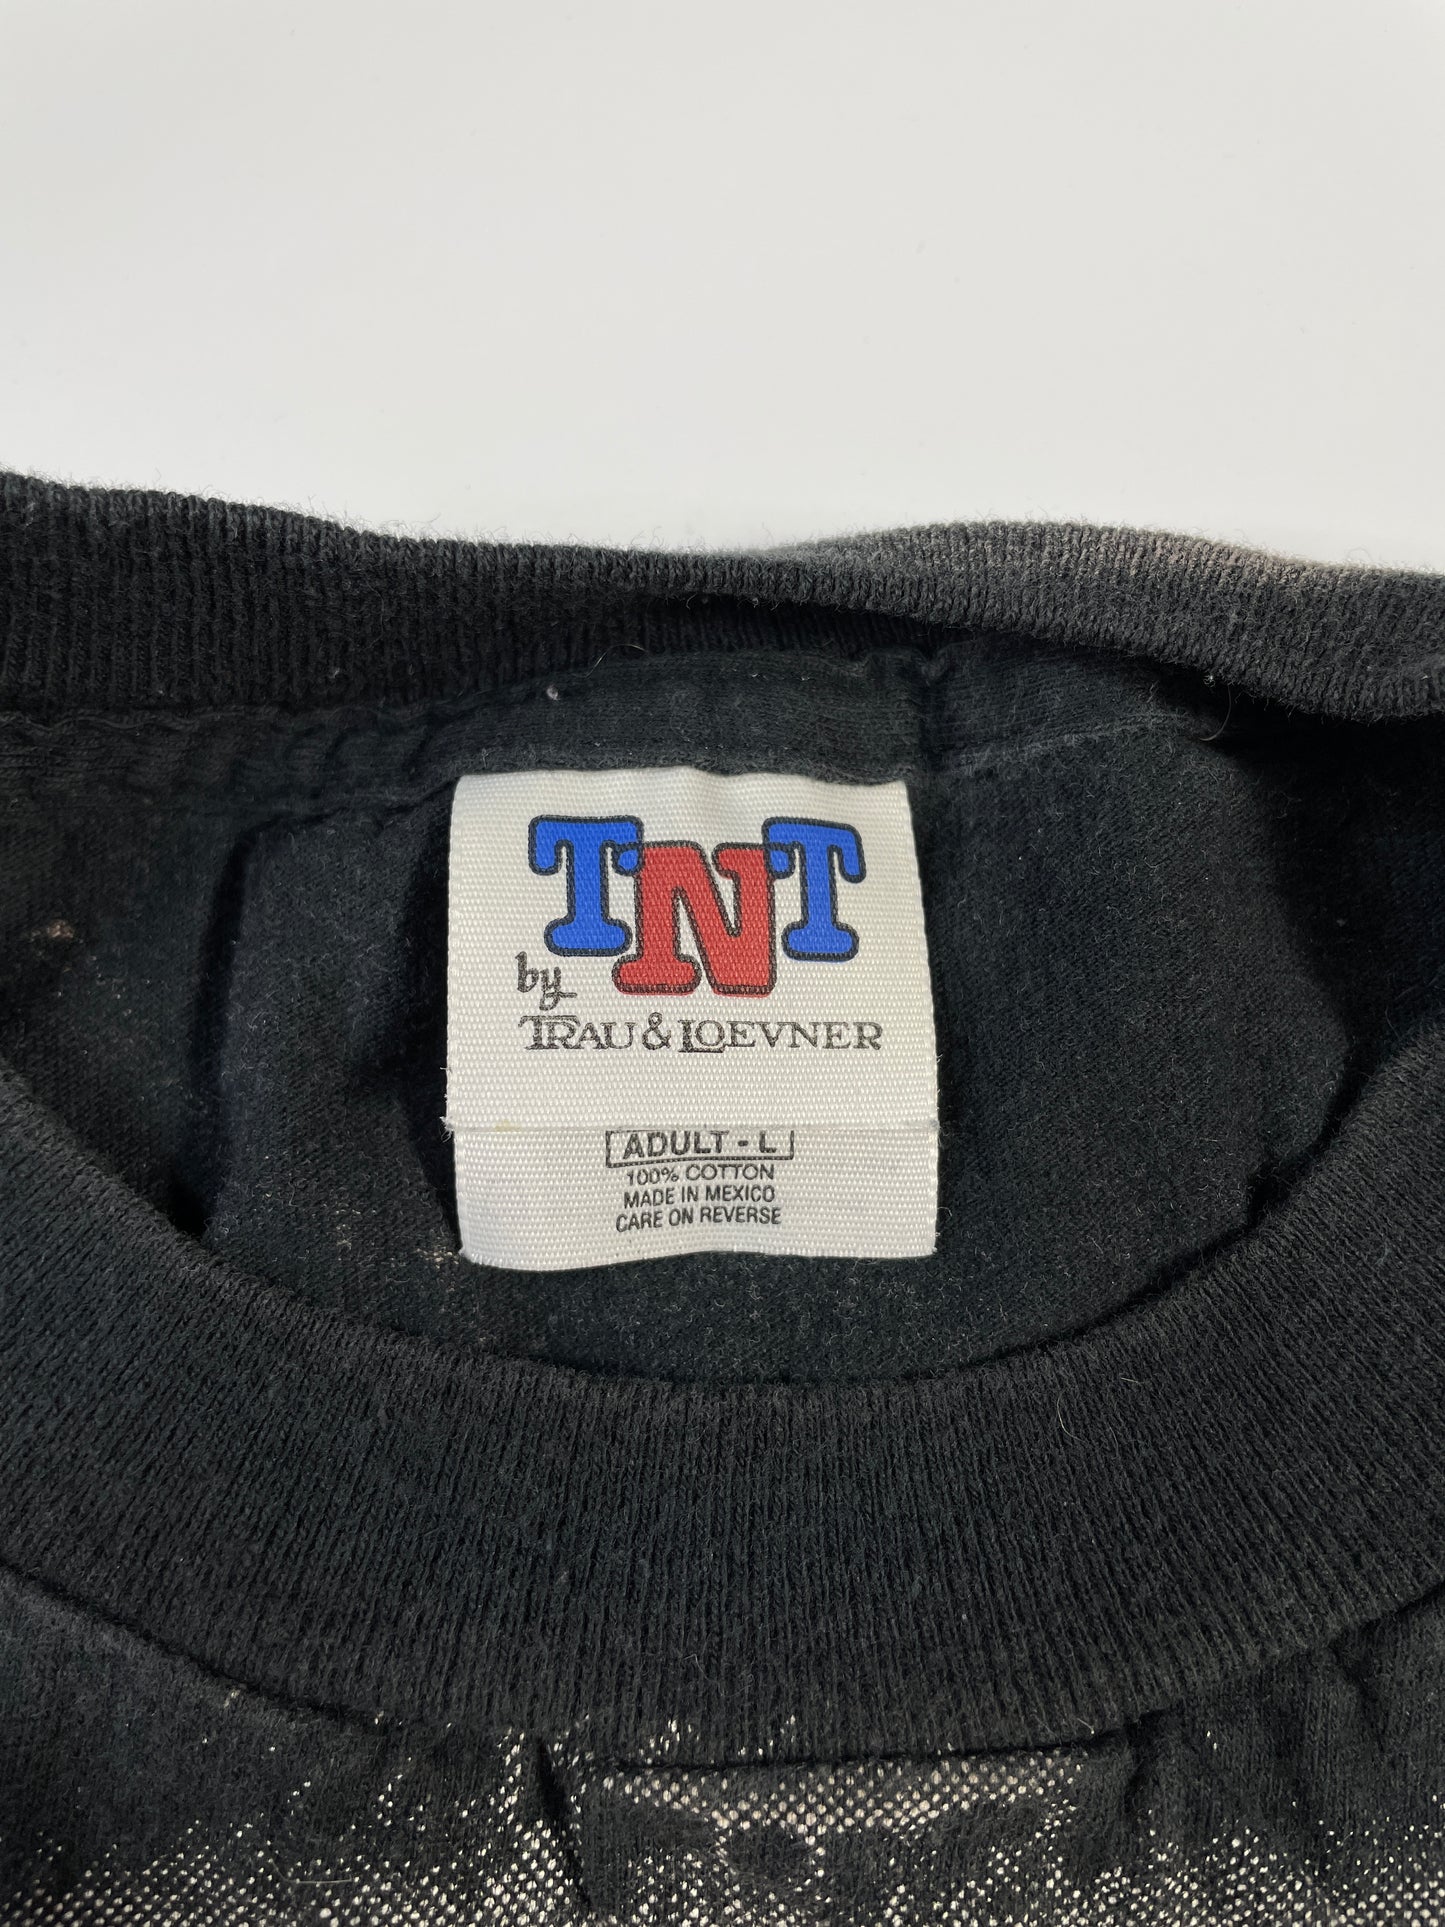 TNT
by
TRAU & LOEVNER
ADULT - L
100% COTTON
MADE IN MEXICO
CARE ON REVERSE